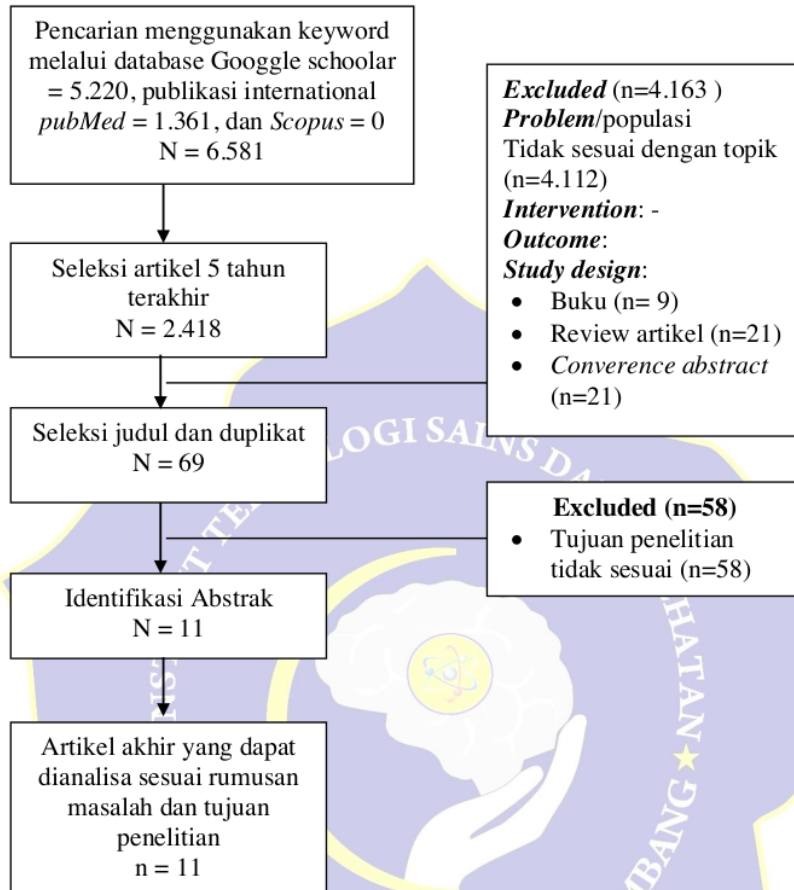 Pencarian menggunakan keyword
melalui database Googgle schoolar
= 5.220, publikasi international
pubMed = 1.361, dan Scopus = 0
N = 6.581
Excluded (n=4.163 )
Problem/populasi
Tidak sesuai dengan topik
(n=4.112)
Intervention: -
Outcome:
Study design:
• Buku (n= 9)
• Review artikel (n=21)
• Converence abstract
(n=21)
Seleksi artikel 5 tahun
terakhir
N = 2.418
Seleksi judul dan duplikat
N = 69
Excluded (n=58)
• Tujuan penelitian
tidak sesuai (n=58)
Identifikasi Abstrak
N = 11
Artikel akhir yang dapat
dianalisa sesuai rumusan
masalah dan tujuan
penelitian
n = 11
LOGI SAINS DA